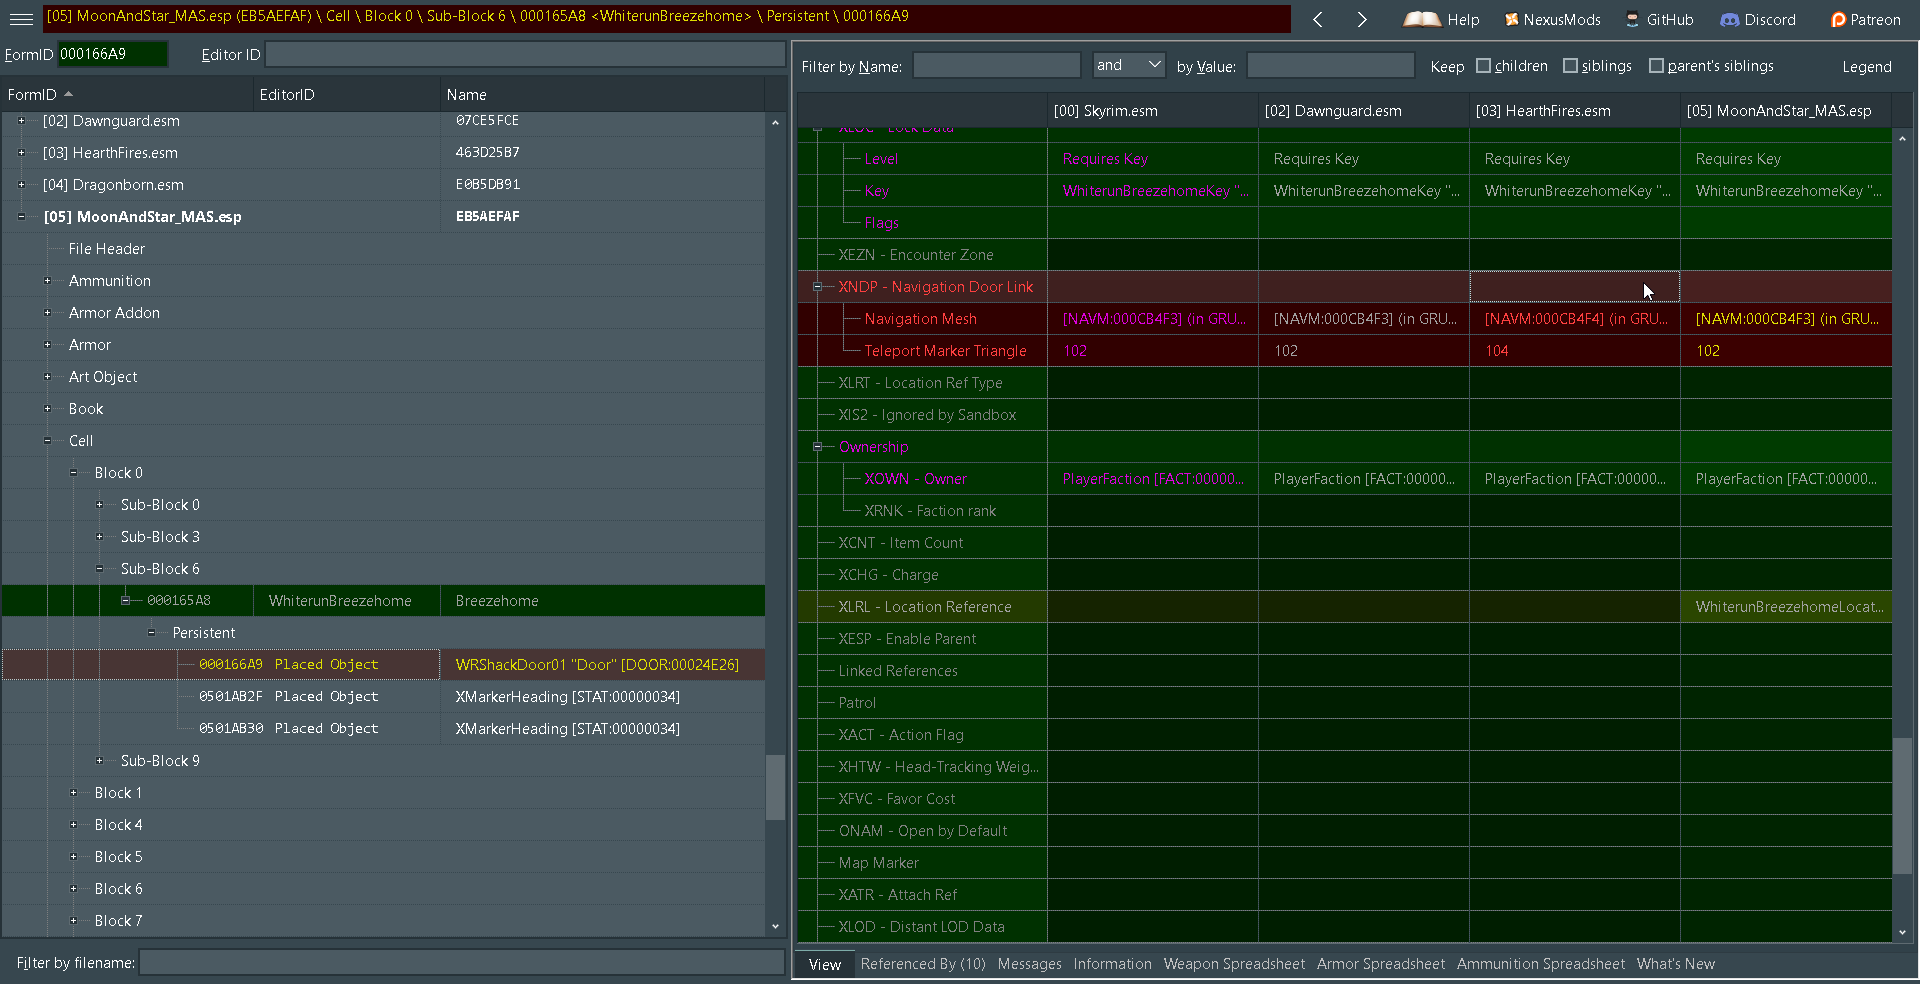 [05] MoonAndStar_MAS.esp (EB5AEFAF) \ Cell \ Block 0 \ Sub-Block 6 \ 000165A8 <WhiterunBreezehome> \ Persistent \ 000166A9
Help NexusMods GitHub Discord Patreon
FormID 000166A9 Editor ID
FormID EditorID Name
[02] Dawnguard.esm 07CE5FCE
[03] HearthFires.esm 463D25B7
[04] Dragonborn.esm E0B5DB91
[05] MoonAndStar_MAS.esp EB5AEFAF
File Header
Ammunition
Armor Addon
Armor
Art Object
Book
Cell
Block 0
Sub-Block 0
Sub-Block 3
Sub-Block 6
000165A8 WhiterunBreezehome Breezehome
Persistent
000166A9 Placed Object WRShackDoor01 "Door" [DOOR:00024E26]
0501AB2F Placed Object XMarkerHeading [STAT:00000034]
0501AB30 Placed Object XMarkerHeading [STAT:00000034]
Sub-Block 9
Block 1
Block 4
Block 5
Block 6
Block 7
Filter by filename:
Filter by Name: and by Value: Keep children siblings parent's siblings Legend
[00] Skyrim.esm [02] Dawnguard.esm [03] HearthFires.esm [05] MoonAndStar_MAS.esp
XLOC - Lock Data
Level Requires Key Requires Key Requires Key Requires Key
Key WhiterunBreezehomeKey "... WhiterunBreezehomeKey "... WhiterunBreezehomeKey "... WhiterunBreezehomeKey "...
Flags
XEZN - Encounter Zone
XNDP - Navigation Door Link
Navigation Mesh [NAVM:000CB4F3] (in GRU... [NAVM:000CB4F3] (in GRU... [NAVM:000CB4F4] (in GRU... [NAVM:000CB4F3] (in GRU...
Teleport Marker Triangle 102 102 104 102
XLRT - Location Ref Type
XIS2 - Ignored by Sandbox
Ownership
XOWN - Owner PlayerFaction [FACT:00000... PlayerFaction [FACT:00000... PlayerFaction [FACT:00000... PlayerFaction [FACT:00000...
XRNK - Faction rank
XCNT - Item Count
XCHG - Charge
XLRL - Location Reference WhiterunBreezehomeLocat...
XESP - Enable Parent
Linked References
Patrol
XACT - Action Flag
XHTW - Head-Tracking Weig...
XFVC - Favor Cost
ONAM - Open by Default
Map Marker
XATR - Attach Ref
XLOD - Distant LOD Data
View Referenced By (10) Messages Information Weapon Spreadsheet Armor Spreadsheet Ammunition Spreadsheet What's New